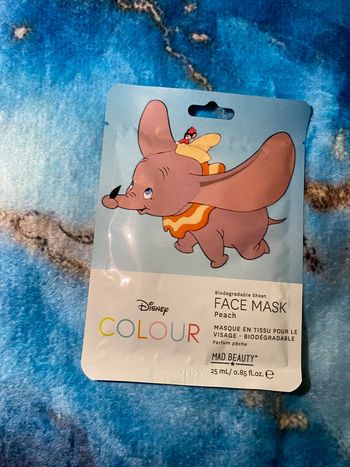 Biodegradable Sheet
FACE MASK
Peach
Disney
COLOUR
MASQUE EN TISSU POUR LE
VISAGE - BIODÉGRADABLE
Parfum pêche
MAD BEAUTY™
25 mL/ 0.85 fl.oz. ℮